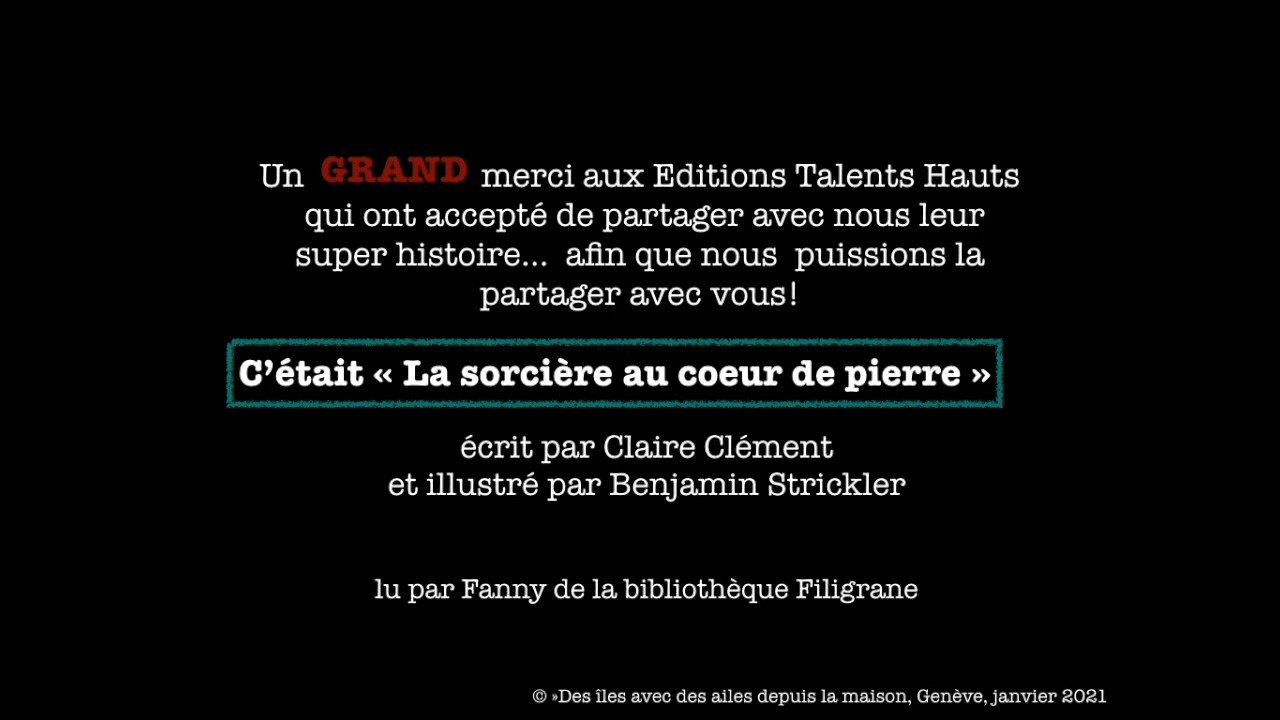 Un GRAND merci aux Editions Talents Hauts
qui ont accepté de partager avec nous leur
super histoire... afin que nous puissions la
partager avec vous!
C’était « La sorcière au coeur de pierre »
écrit par Claire Clément
et illustré par Benjamin Strickler
lu par Fanny de la bibliothèque Filigrane
© »Des îles avec des ailes depuis la maison, Genève, janvier 2021